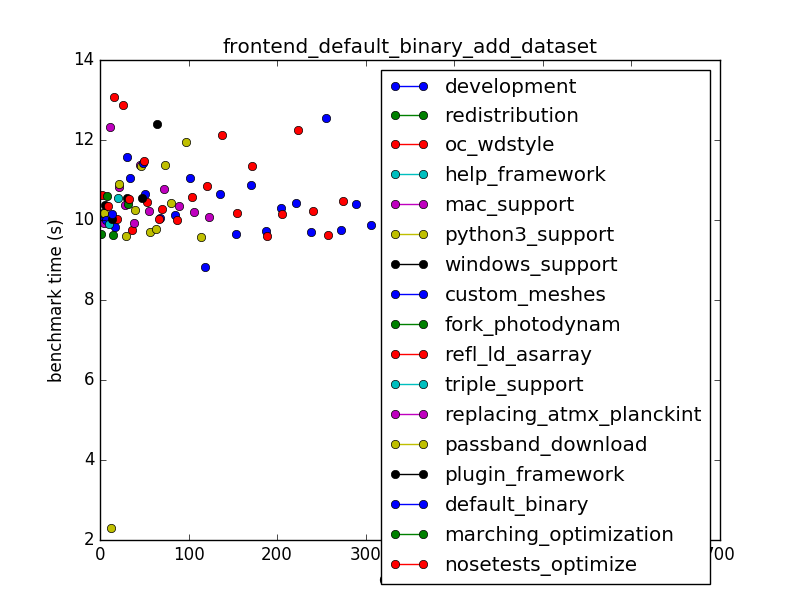 frontend_default_binary_add_dataset
14
12
10
8
6
4
2
benchmark time (s)
0
100
200
300
700
development
redistribution
oc_wdstyle
help_framework
mac_support
python3_support
windows_support
custom_meshes
fork_photodynam
refl_ld_asarray
triple_support
replacing_atmx_planckint
passband_download
plugin_framework
default_binary
marching_optimization
nosetests_optimize